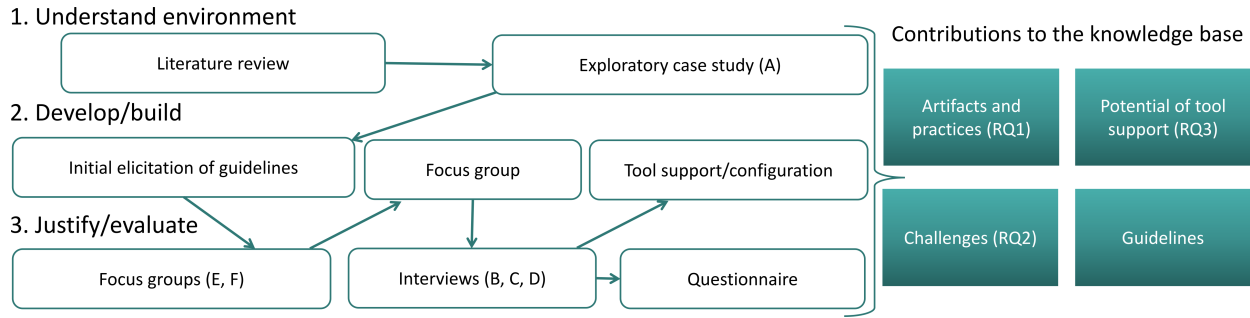 1. Understand environment
Literature review
Exploratory case study (A)
2. Develop/build
Initial elicitation of guidelines
Focus group
Tool support/configuration
3. Justify/evaluate
Focus groups (E, F)
Interviews (B, C, D)
Questionnaire
Contributions to the knowledge base
Artifacts and
practices (RQ1)
Potential of tool
support (RQ3)
Challenges (RQ2)
Guidelines